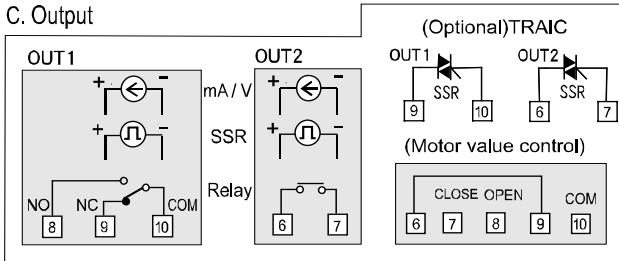 C. Output
(Optional)TRAIC
OUT1
OUT2
OUT1
OUT2
+ - mA / V + -
SSR
SSR
9 10 6 7
+ - SSR + -
(Motor value control)
Relay
NO NC COM
8 9 10
6 7
CLOSE OPEN COM
6 7 8 9 10